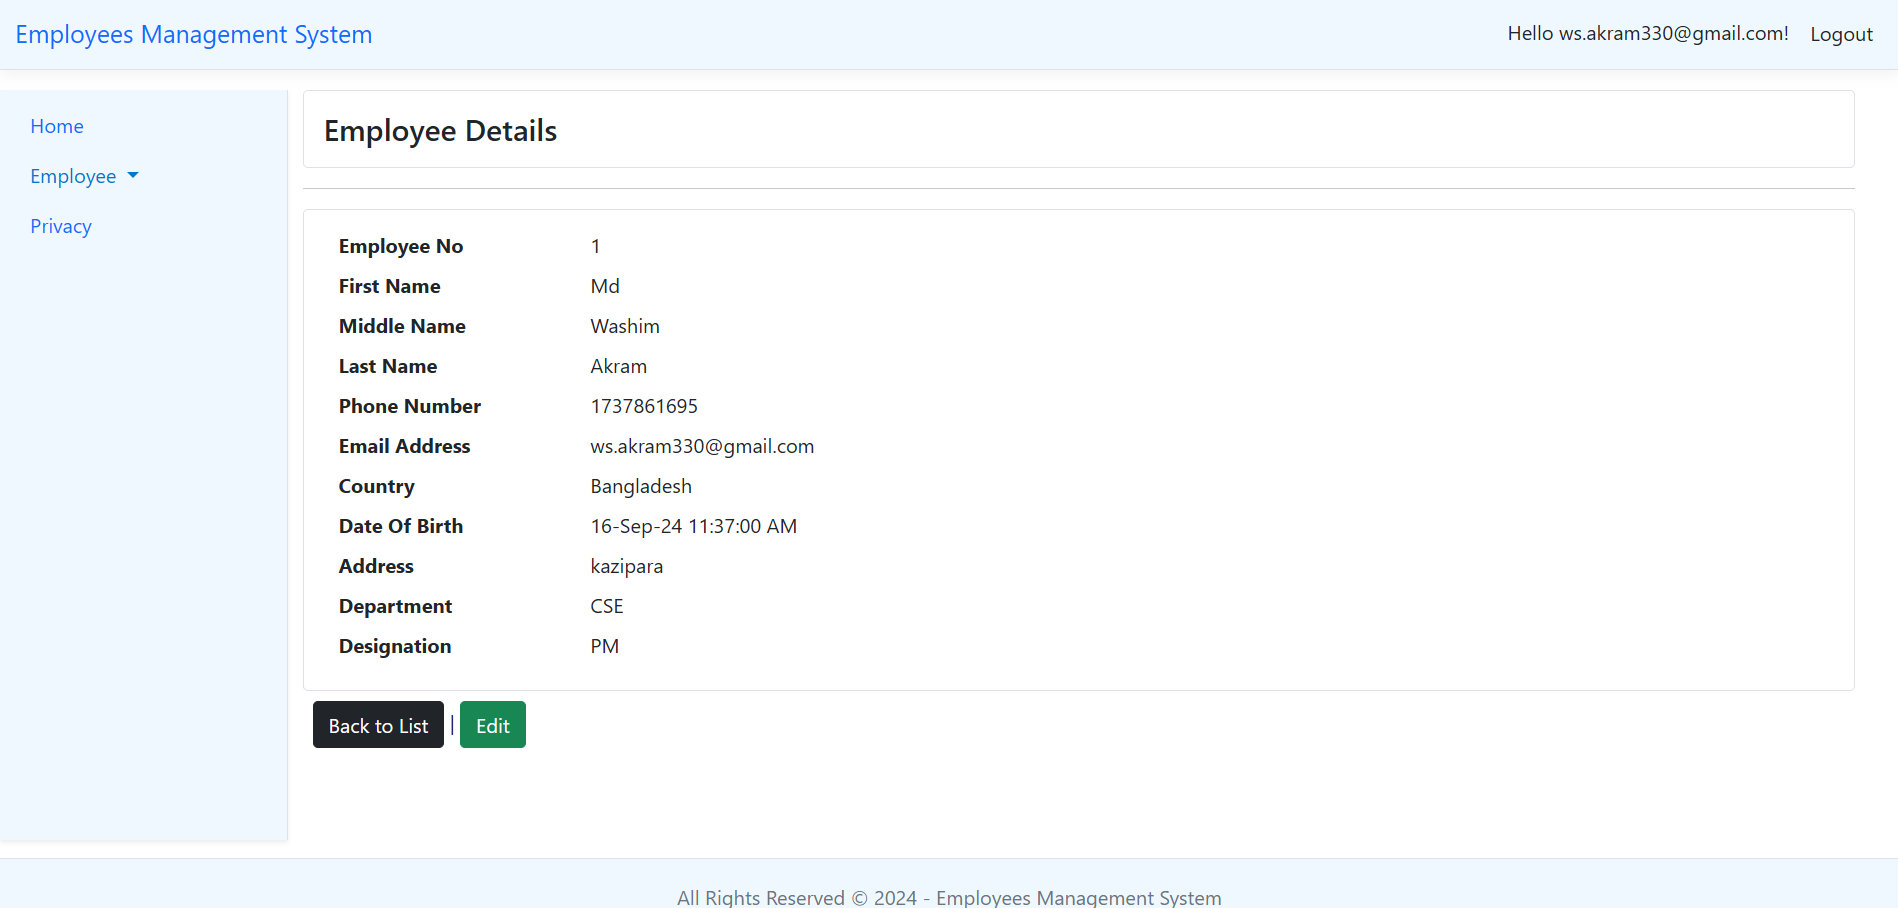 Employees Management System
Hello ws.akram330@gmail.com! Logout
Home
Employee
Privacy
Employee Details
Employee No 1
First Name Md
Middle Name Washim
Last Name Akram
Phone Number 1737861695
Email Address ws.akram330@gmail.com
Country Bangladesh
Date Of Birth 16-Sep-24 11:37:00 AM
Address kazipara
Department CSE
Designation PM
Back to List | Edit
All Rights Reserved © 2024 - Employees Management System